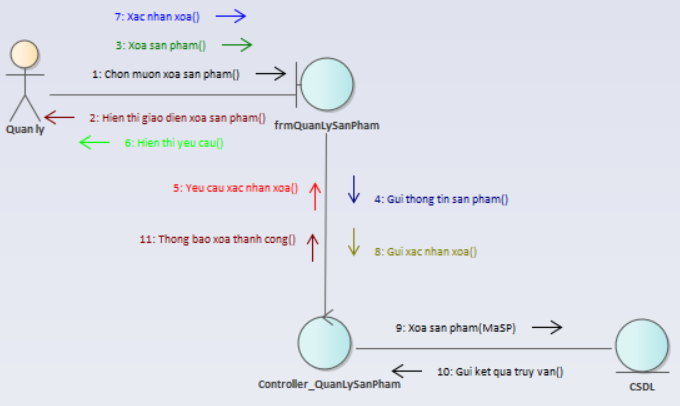 7: Xac nhan xoa()
3: Xoa san pham()
1: Chon muon xoa san pham()
Quan ly
2: Hien thi giao dien xoa san pham()
frmQuanLySanPham
6: Hien thi yeu cau()
5: Yeu cau xac nhan xoa()
4: Gui thong tin san pham()
11: Thong bao xoa thanh cong()
8: Gui xac nhan xoa()
9: Xoa san pham(MaSP)
10: Gui ket qua truy van()
Controller_QuanLySanPham
CSDL